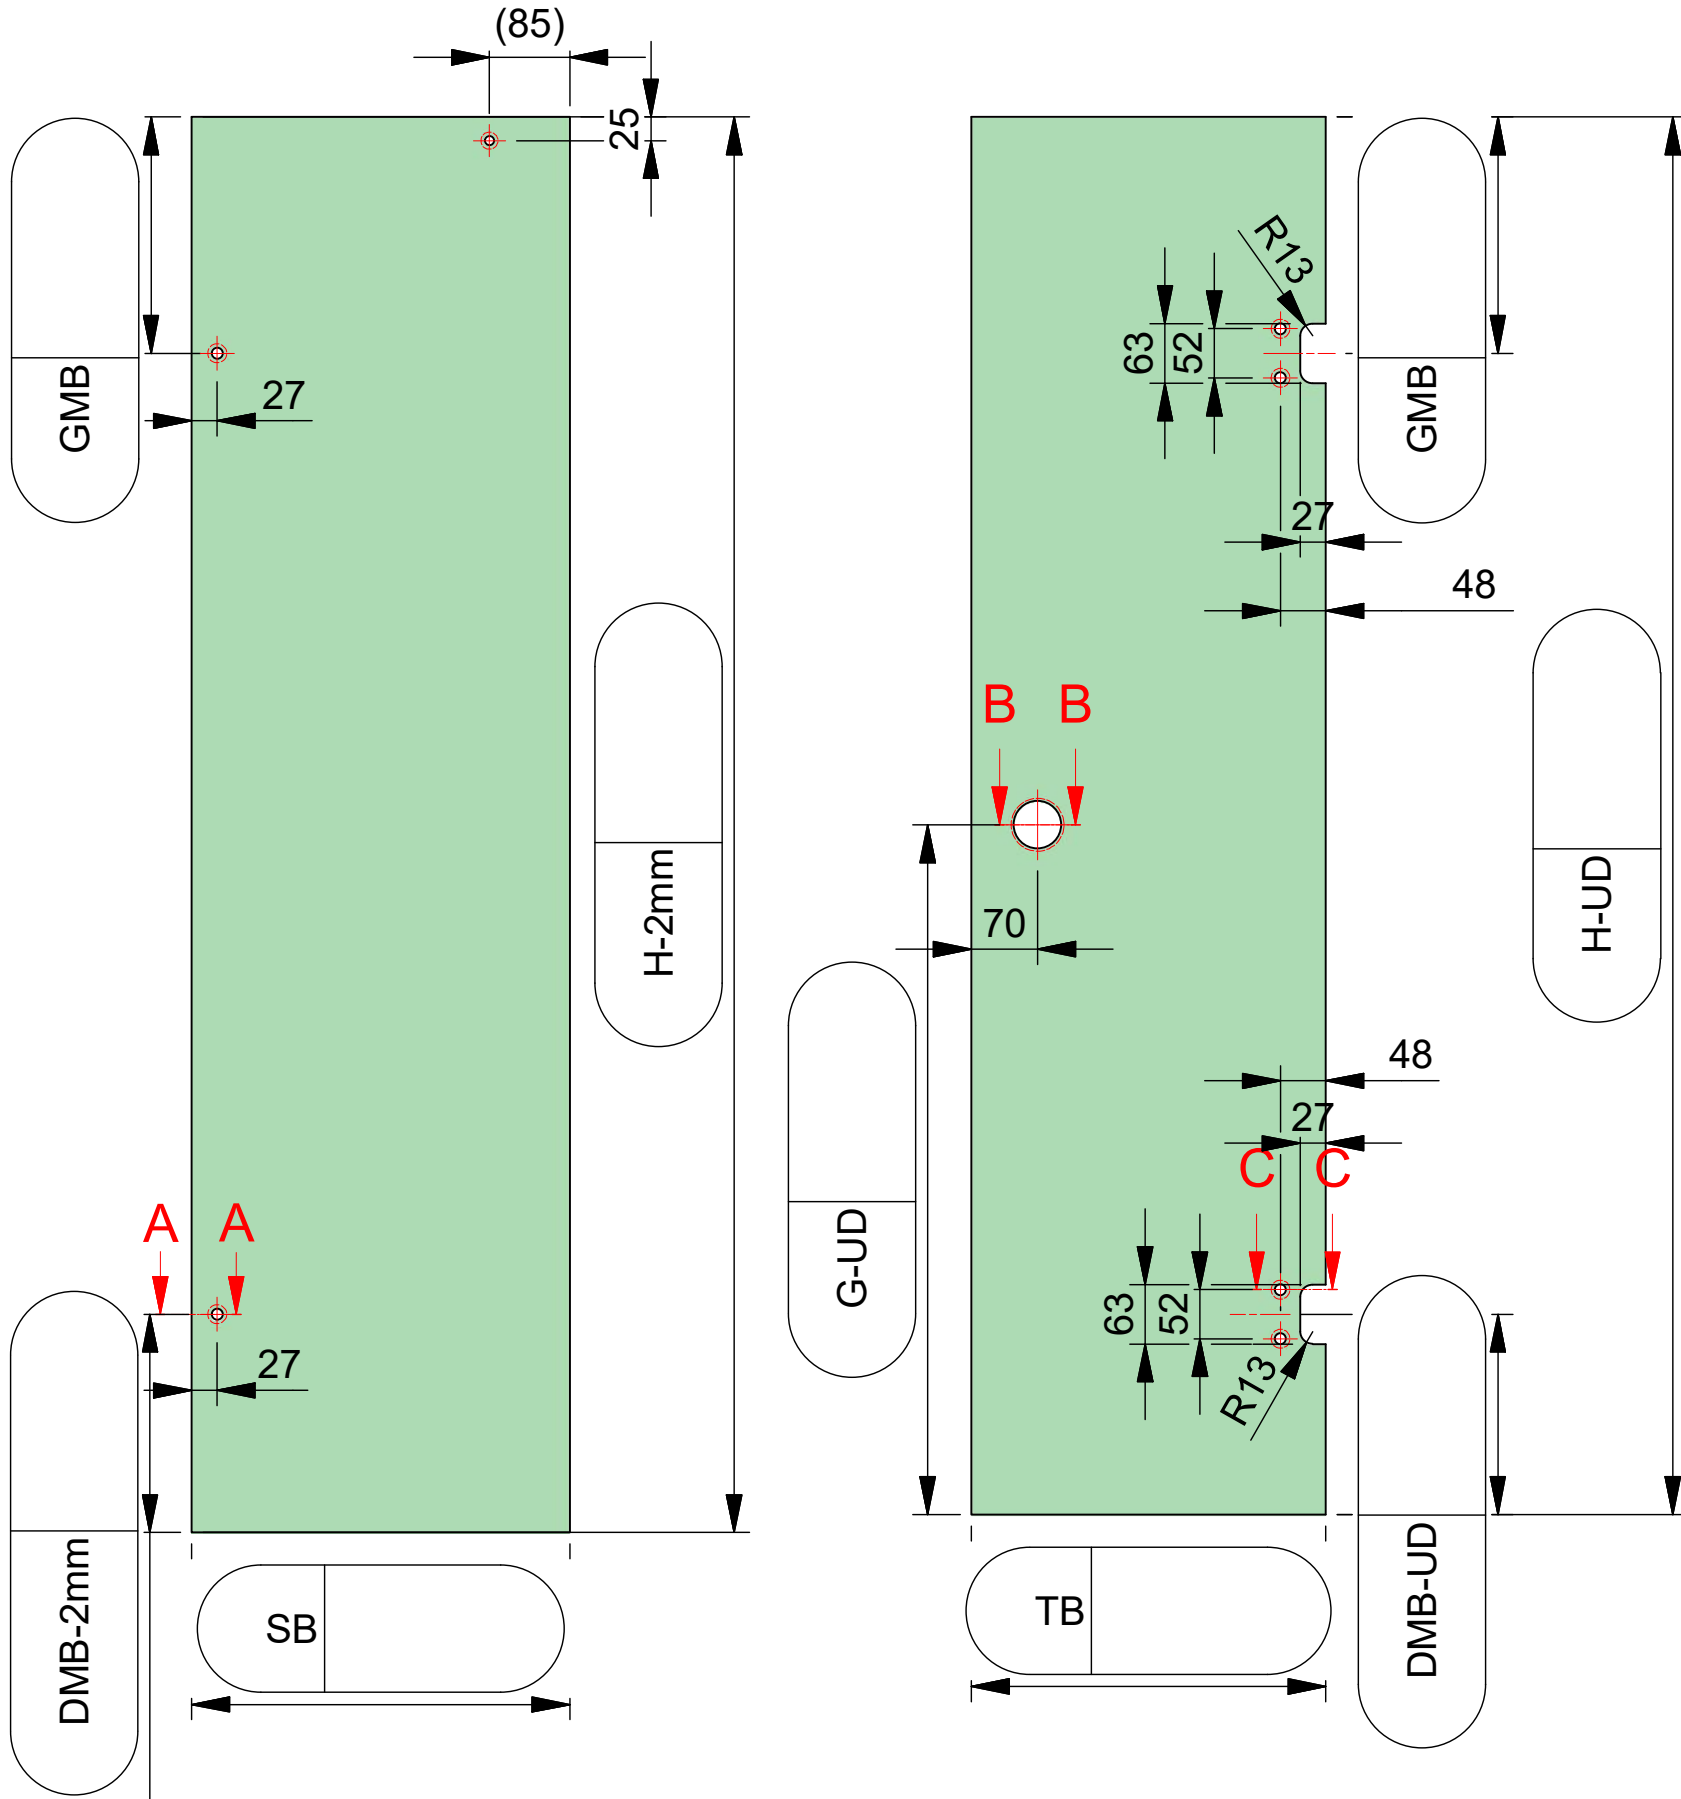 (85)
25
GMB
27
H-2mm
A A
27
DMB-2mm
SB
R13
63
52
GMB
27
48
B B
H-UD
70
G-UD
48
27
C C
63
52
R13
TB
DMB-UD